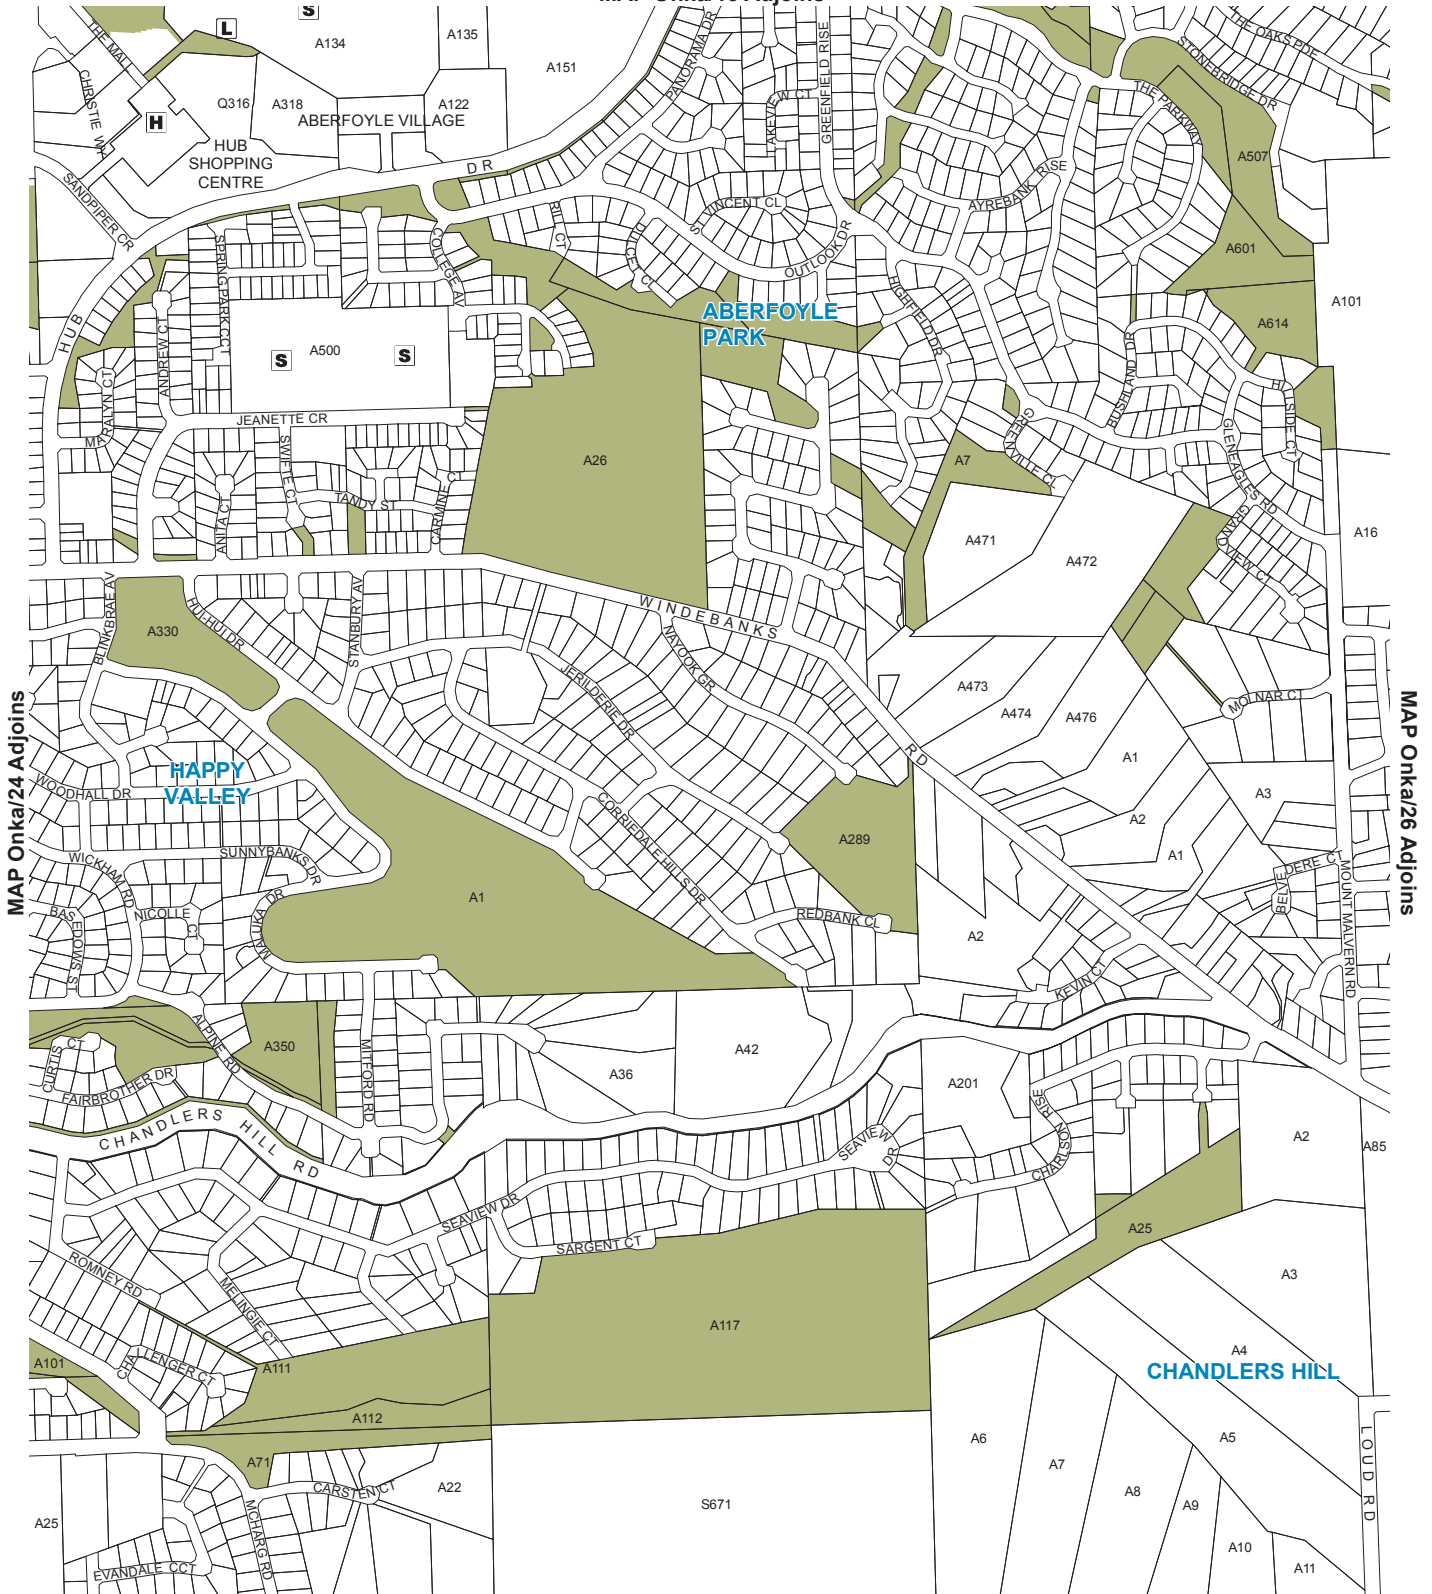 S
L
A134
A135
A151
THE MALL
CHRISTIE WK
Q316
A318
A122
ABERFOYLE VILLAGE
H
HUB
SHOPPING
CENTRE
SANDPIPER CR
HUB
DR
PANORAMA DR
LAKEVIEW CT
GREENFIELD RISE
THE OAKS PDE
STONEBRIDGE DR
THE PARKWAY
A507
AYREBANK RISE
ST VINCENT CL
OUTLOOK DR
RIL CT
COLLEGE AV
SPRINGPARK CCT
ANDREW CT
A601
A101
A614
ABERFOYLE
PARK
HIGHFIELD DR
BUSHLAND DR
S
A500
S
MARALYN CT
JEANETTE CR
SWIFTE CT
TANDY ST
ANITA CT
CARMINE CT
A26
A7
GREENVILLE CL
HILLSIDE CT
GLENEAGLES RD
GRANDVIEW CT
A471
A472
A16
BLINKBRAE AV
A330
HUI-HUI DR
STANBURY AV
WINDEBANKS
RD
NAYOOK GR
JERILDERIE DR
A473
A474
A476
A1
MOLNAR CT
MAP Onka/24 Adjoins
MAP Onka/26 Adjoins
HAPPY
VALLEY
WOODHALL DR
CORRIEDALE HILLS DR
A289
A2
A1
A3
SUNNYBANKS DR
WICKHAM RD
NICOLLE
CT
MANUKA DR
A1
REDBANK CL
A2
BELVEDERE CT
MOUNT MALVERN RD
KEVIN CT
A85
ALPINE RD
A350
CURTIS CT
FAIRBROTHER DR
MITFORD RD
A36
A42
A201
CHANDLERS HILL RD
SEAVIEW DR
CHARLSON RISE
A2
SEAVIEW DR
SARGENT CT
A25
A3
ROMNEY RD
MELINGIE CT
CHALLENGER CT
A101
A111
A117
A4
CHANDLERS HILL
A112
A71
CARSTEN CT
A22
A6
A7
A5
A8
A9
A10
A11
LOUD RD
A25
S671
MCHARG RD
EVANDALE CCT